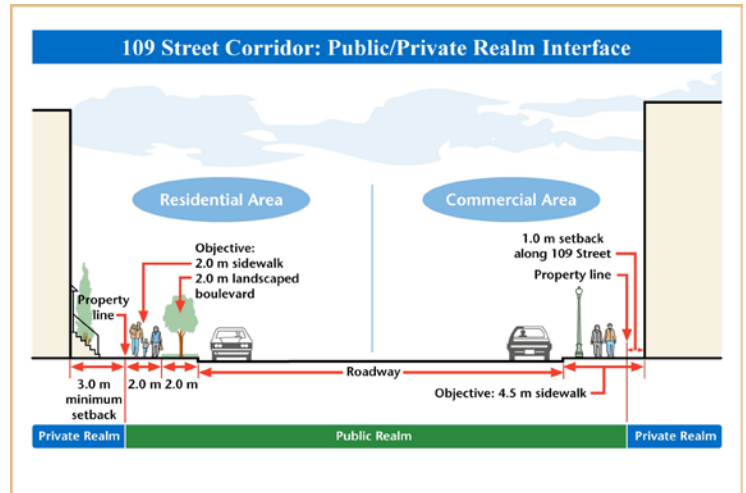 109 Street Corridor: Public/Private Realm Interface
Residential Area
Commercial Area
Objective:
2.0 m sidewalk
2.0 m landscaped
boulevard
1.0 m setback
along 109 Street
Property line
Property
line
3.0 m
minimum
setback
2.0 m
2.0 m
Roadway
Objective: 4.5 m sidewalk
Private Realm
Public Realm
Private Realm